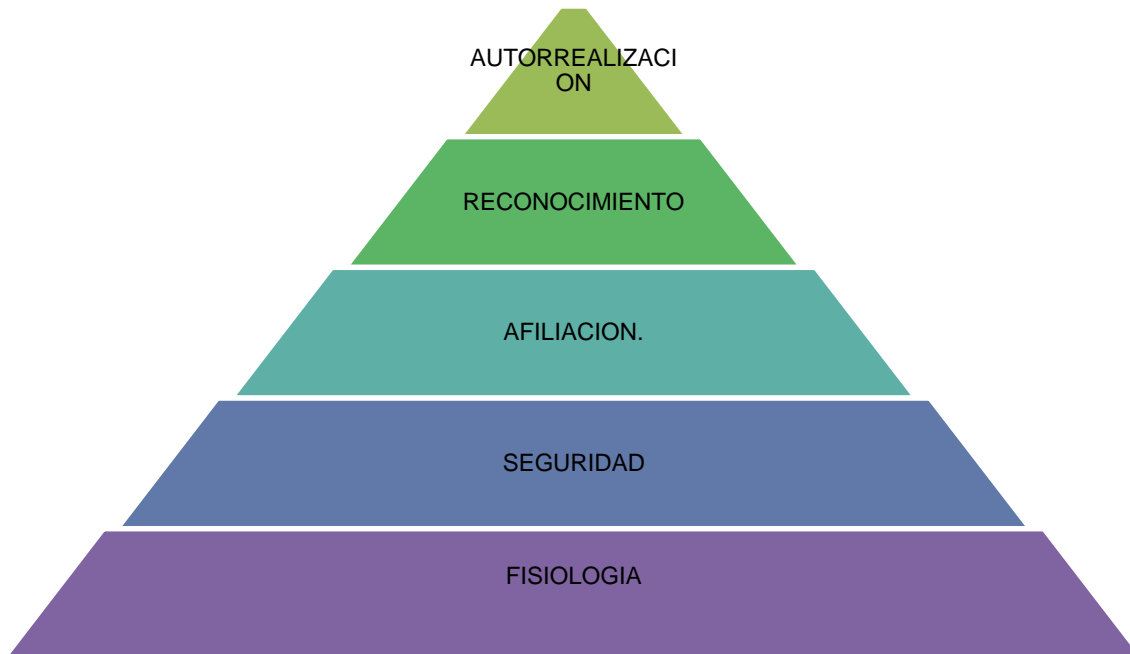 AUTORREALIZACI
ON
RECONOCIMIENTO
AFILIACION.
SEGURIDAD
FISIOLOGIA